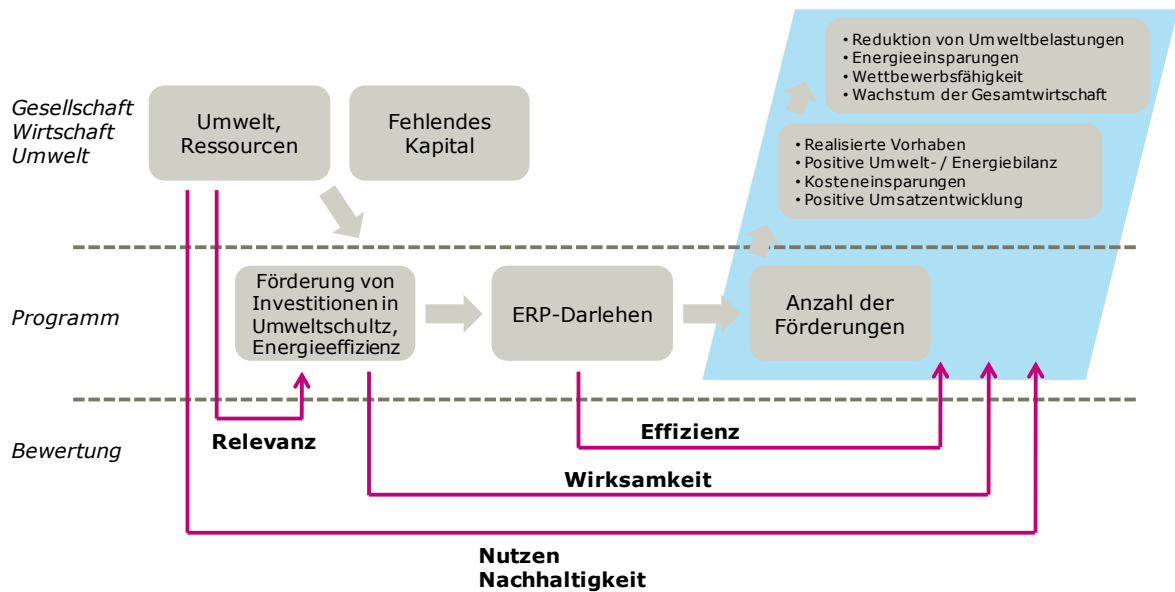 Gesellschaft
Wirtschaft
Umwelt
Umwelt,
Ressourcen
Fehlendes
Kapital
• Reduktion von Umweltbelastungen
• Energieeinsparungen
• Wettbewerbsfähigkeit
• Wachstum der Gesamtwirtschaft
• Realisierte Vorhaben
• Positive Umwelt- / Energiebilanz
• Kosteneinsparungen
• Positive Umsatzentwicklung
Programm
Förderung von
Investitionen in
Umweltschultz,
Energieeffizienz
ERP-Darlehen
Anzahl der
Förderungen
Bewertung
Relevanz
Effizienz
Wirksamkeit
Nutzen
Nachhaltigkeit